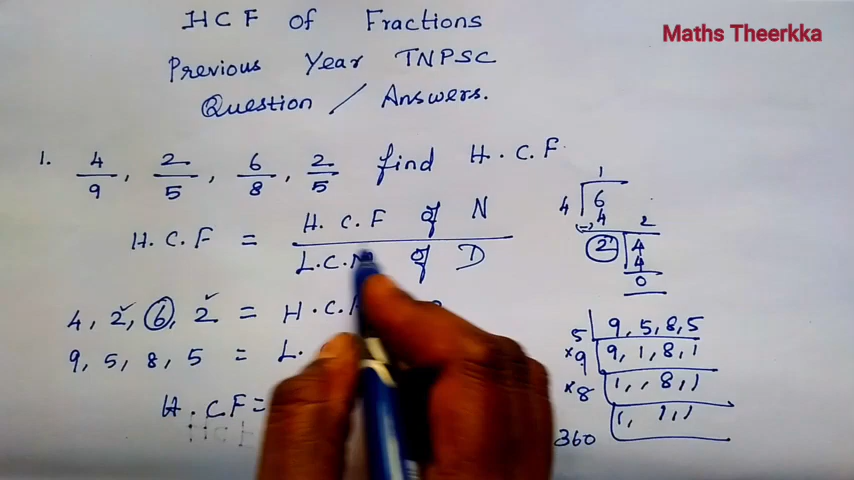 HCF of Fractions
Maths Theerkka
Previous Year TNPSC
Question / Answers.
1. 4/9, 2/5, 6/8, 2/5 find H.C.F.
H.C.F = H.C.F of N / L.C.M of D
4, 2, 6, 2 = H.C.
9, 5, 8, 5 = L.
H.CF=
1
4 6
(-) 4 2
2 4
4
0
5 9, 5, 8, 5
×9 9, 1, 8, 1
×8 1, , 8, 1
1, 1, 1
360